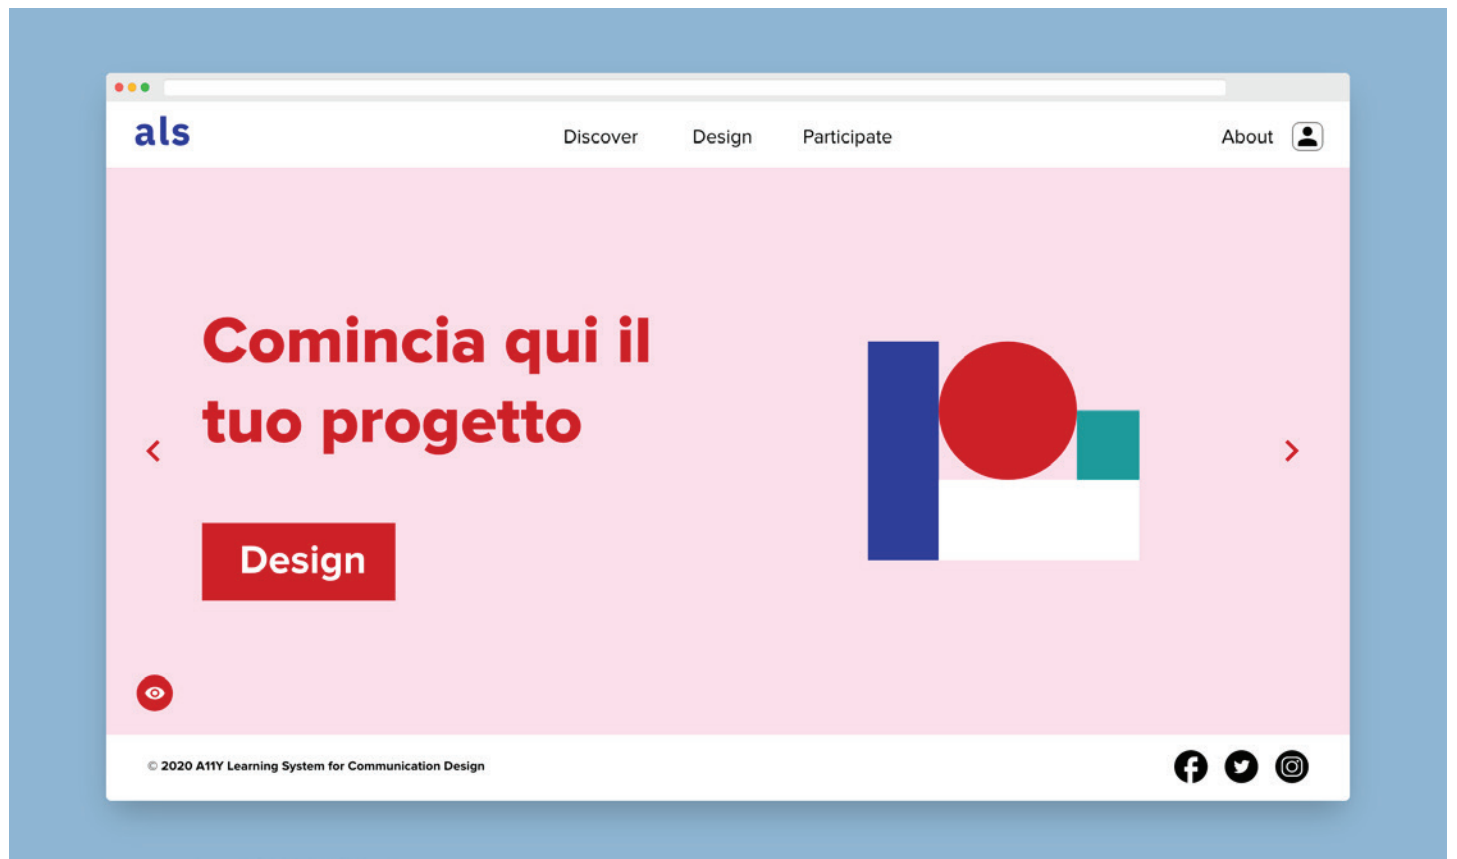 als
Discover
Design
Participate
About
Comincia qui il
tuo progetto
Design
© 2020 A11Y Learning System for Communication Design